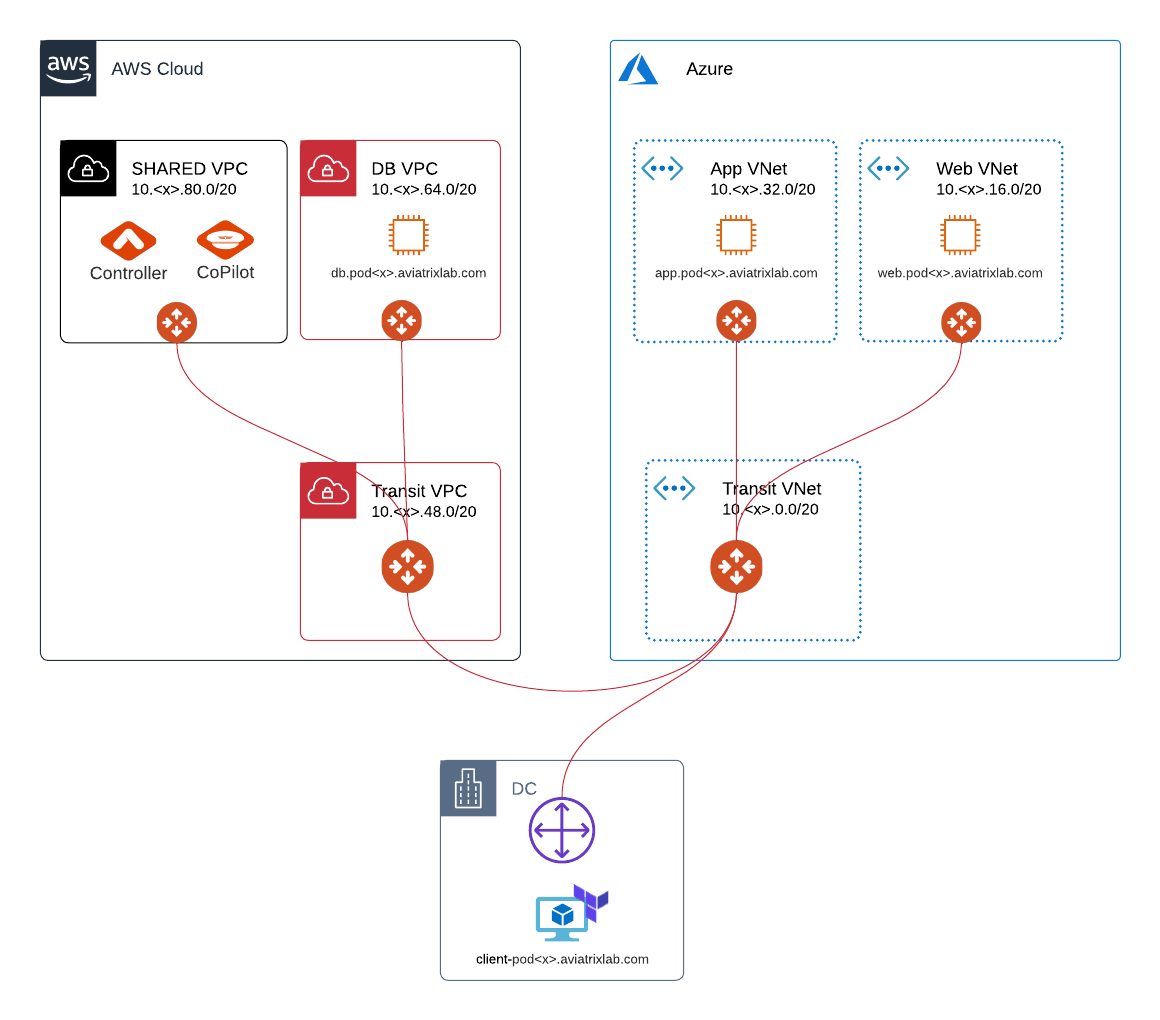 aws
AWS Cloud
Azure
SHARED VPC
10.<x>.80.0/20
Controller
CoPilot
DB VPC
10.<x>.64.0/20
db.pod<x>.aviatrixlab.com
App VNet
10.<x>.32.0/20
app.pod<x>.aviatrixlab.com
Web VNet
10.<x>.16.0/20
web.pod<x>.aviatrixlab.com
Transit VPC
10.<x>.48.0/20
Transit VNet
10.<x>.0.0/20
DC
client-pod<x>.aviatrixlab.com